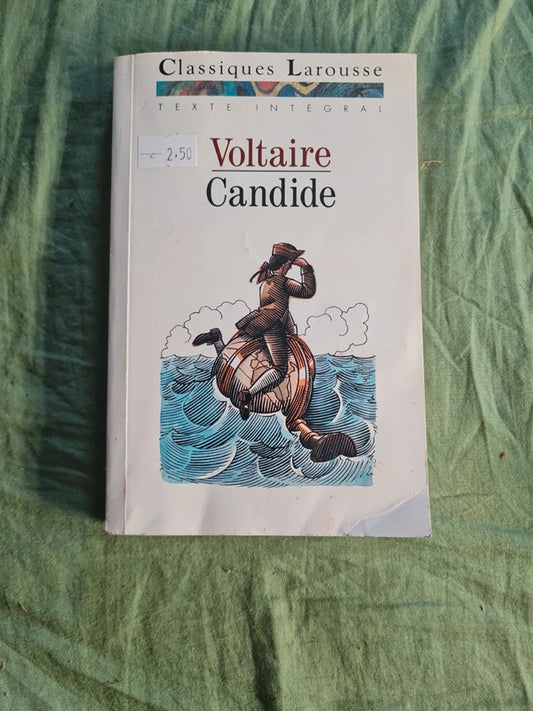 Classiques Larousse
TEXTE INTÉGRAL
2.50
Voltaire
Candide